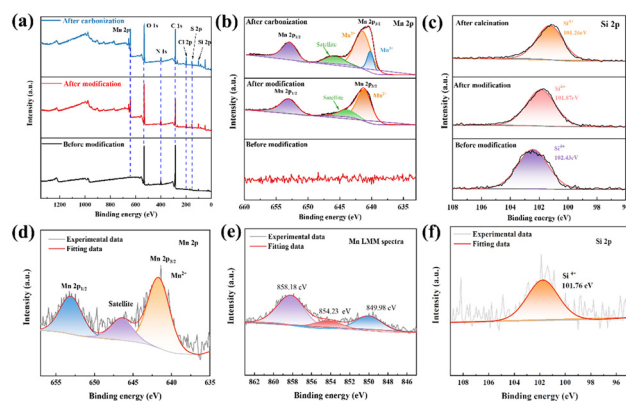 (a)
After carbonization
Mn 2p
O 1s
C 1s
N 1s
S 2p
Cl 2p
Si 2p
After modification
Before modification
Intensity (a.u.)
1200 1000 800 600 400 200 0
Binding energy (eV)
(b)
After carbonization
Mn 2p
Mn 2p3/2
Mn 2p1/2
Satellite
After modification
Mn 2p3/2
Mn 2p1/2
Satellite
Before modification
Intensity (a.u.)
660 655 650 645 640 635
Binding energy (eV)
(c)
Si 2p
After calcination
Si4+
101.24eV
After modification
101.87eV
Before modification
Si4+
102.43eV
Intensity (a.u.)
108 106 104 102 100 98
Binding energy (eV)
(d)
Experimental data
Fitting data
Mn 2p
Mn 2p3/2
Mn2+
Mn 2p1/2
Satellite
Intensity (a.u.)
655 650 645 640 635
Binding energy (eV)
(e)
Experimental data
Fitting data
Mn LMM spectra
858.18 eV
854.23 eV
849.98 eV
Intensity (a.u.)
862 860 858 856 854 852 850 848 846
Binding energy (eV)
(f)
Experimental data
Fitting data
Si 2p
Si 4+
101.76 eV
Intensity (a.u.)
108 106 104 102 100 98 96
Binding energy (eV)